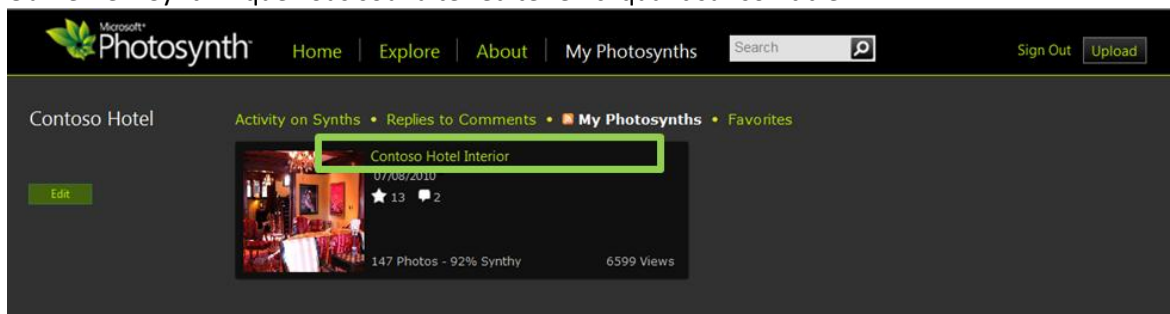 Microsoft
Photosynth
Home Explore About My Photosynths Search Sign Out Upload
Contoso Hotel
Activity on Synths • Replies to Comments • My Photosynths • Favorites
Contoso Hotel Interior
07/08/2010
13 2
Edit
147 Photos - 92% Synthy 6599 Views